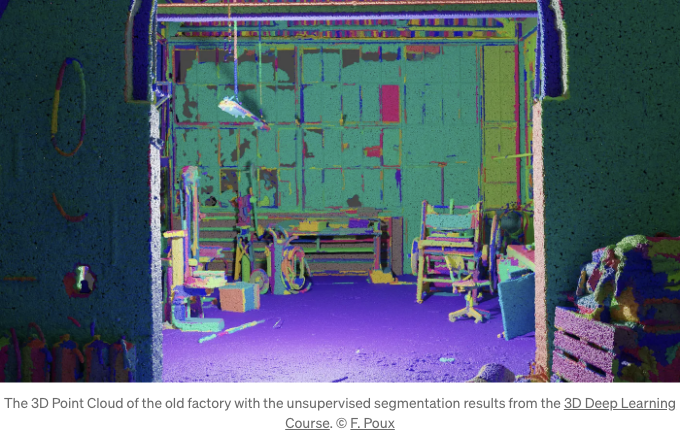 The 3D Point Cloud of the old factory with the unsupervised segmentation results from the 3D Deep Learning
Course. © F. Poux